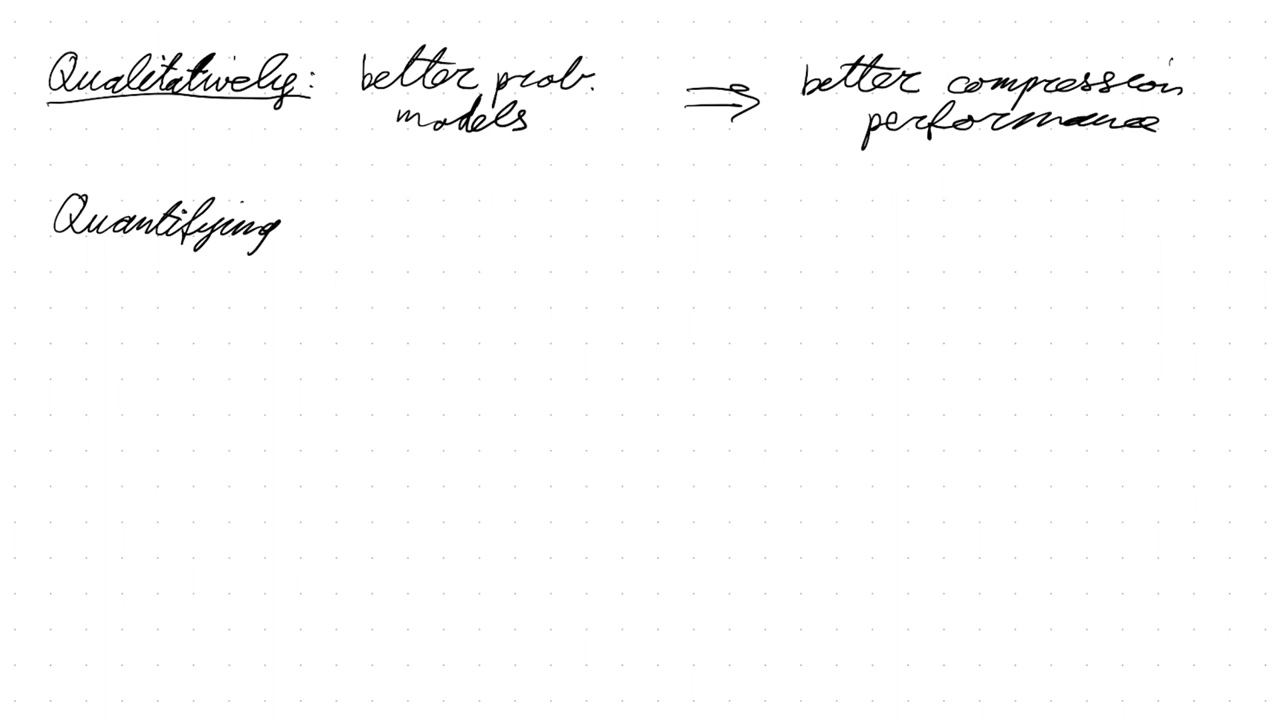 Qualitatively: better prob. ⇒ better compression
models performance
Quantifying